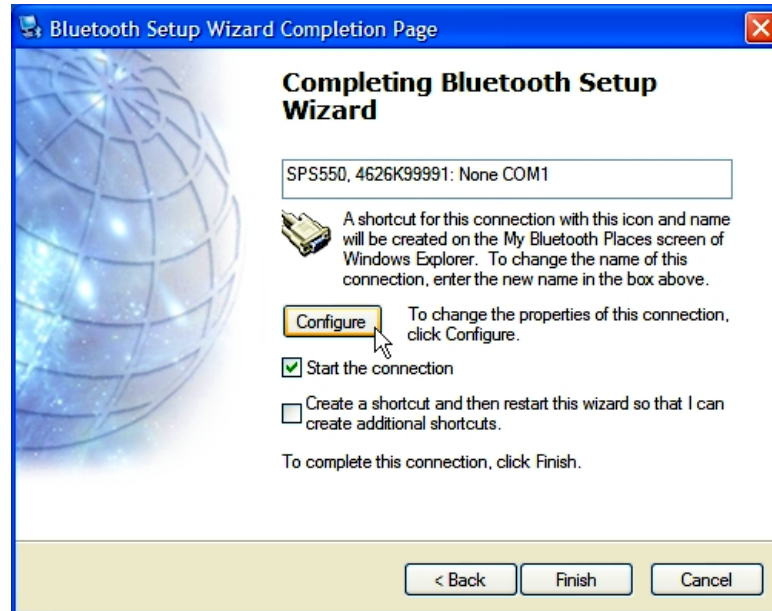 Bluetooth Setup Wizard Completion Page
Completing Bluetooth Setup
Wizard
SPS550, 4626K99991: None COM1
A shortcut for this connection with this icon and name
will be created on the My Bluetooth Places screen of
Windows Explorer. To change the name of this
connection, enter the new name in the box above.
Configure
To change the properties of this connection,
click Configure.
Start the connection
Create a shortcut and then restart this wizard so that I can
create additional shortcuts.
To complete this connection, click Finish.
< Back
Finish
Cancel